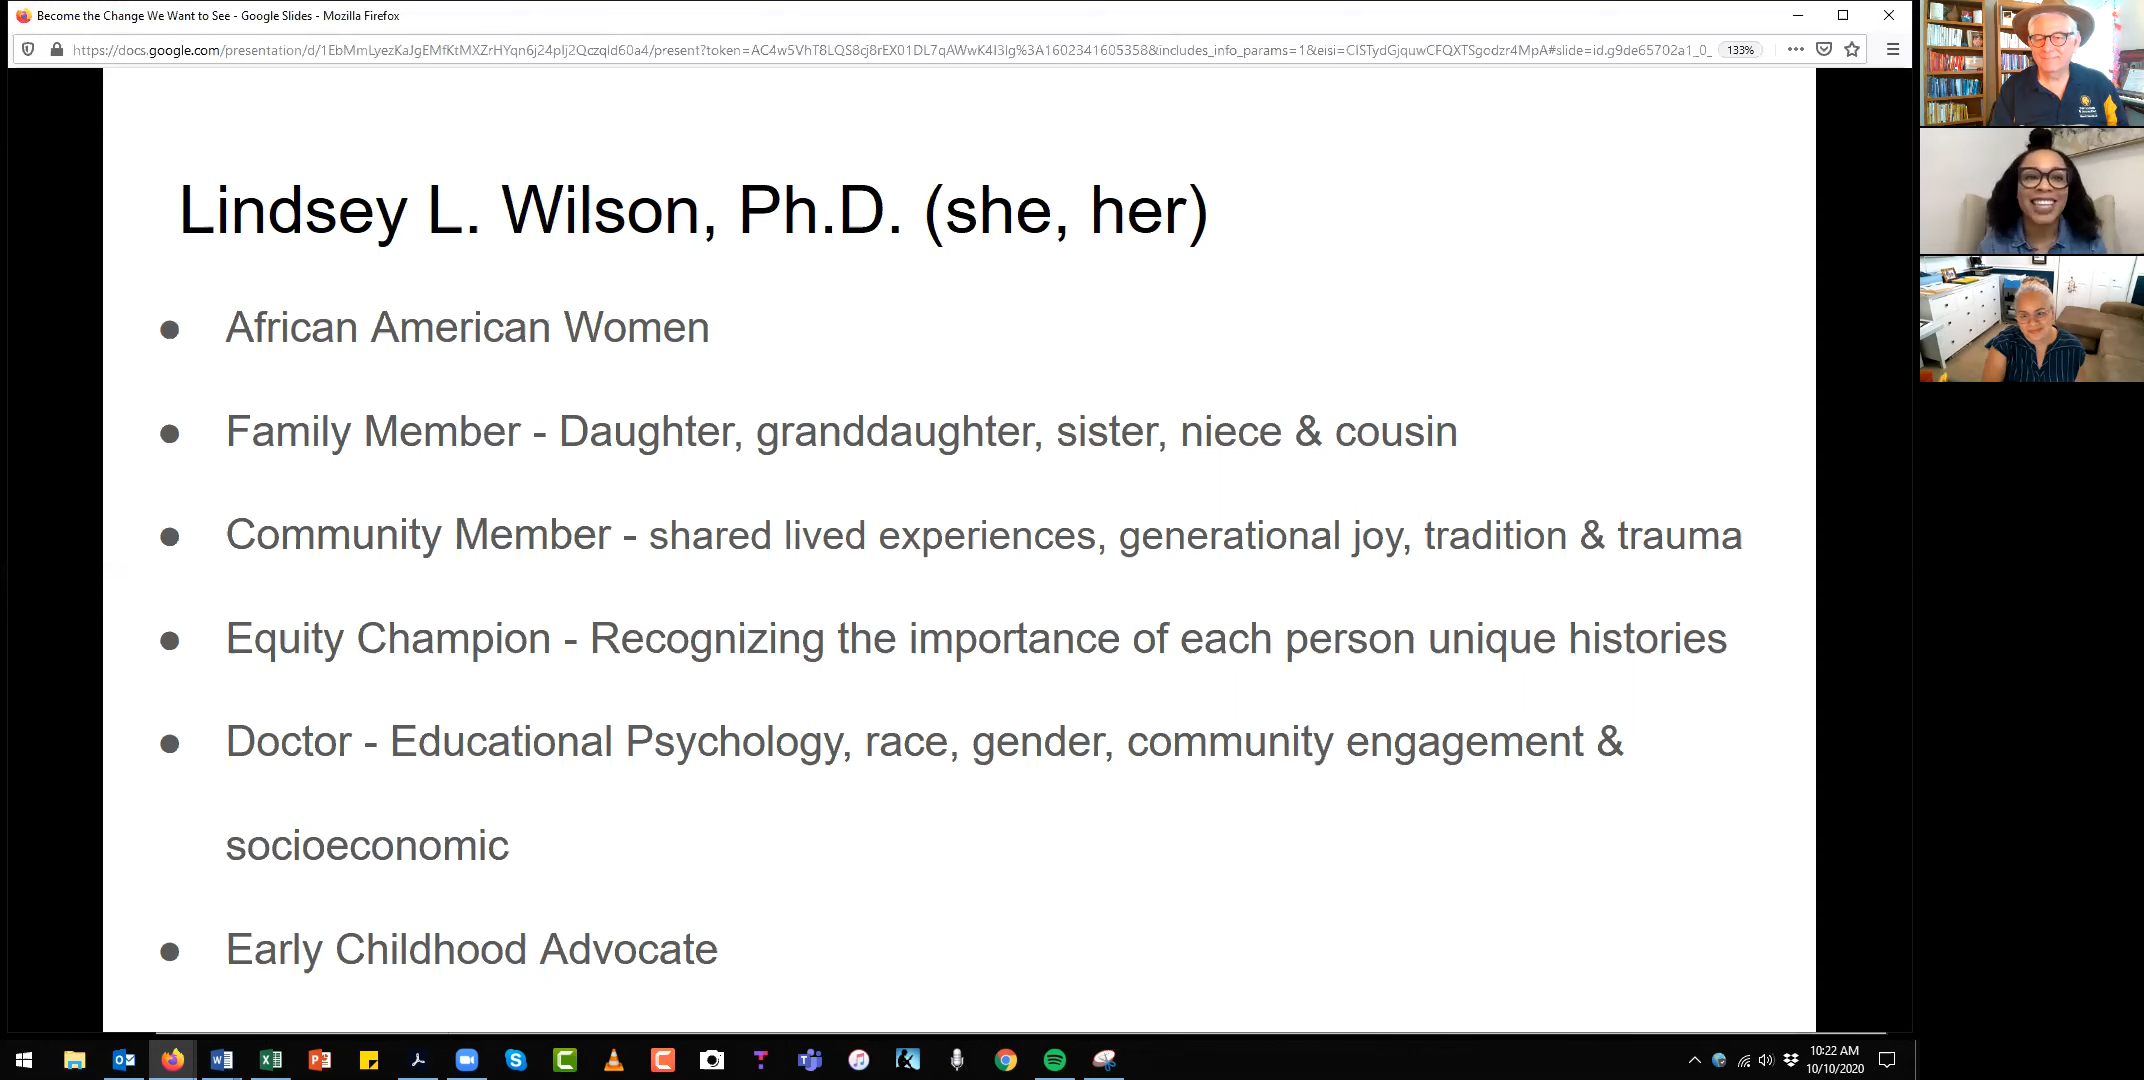 Become the Change We Want to See - Google Slides - Mozilla Firefox
https://docs.google.com/presentation/d/1EbMmLyezKaJgEMfKtMXZrHYqn6j24pIj2Qczqld60a4/present?token=AC4w5VhT8LQS8cj8rEX01DL7qAWwK4I3lg%3A1602341605358&includes_info_params=1&eisi=CISTydGjquwCFQXTSgodzr4MpA#slide=id.g9de65702a1_0_
133%
Lindsey L. Wilson, Ph.D. (she, her)
● African American Women
● Family Member - Daughter, granddaughter, sister, niece & cousin
● Community Member - shared lived experiences, generational joy, tradition & trauma
● Equity Champion - Recognizing the importance of each person unique histories
● Doctor - Educational Psychology, race, gender, community engagement &
socioeconomic
● Early Childhood Advocate
10:22 AM
10/10/2020